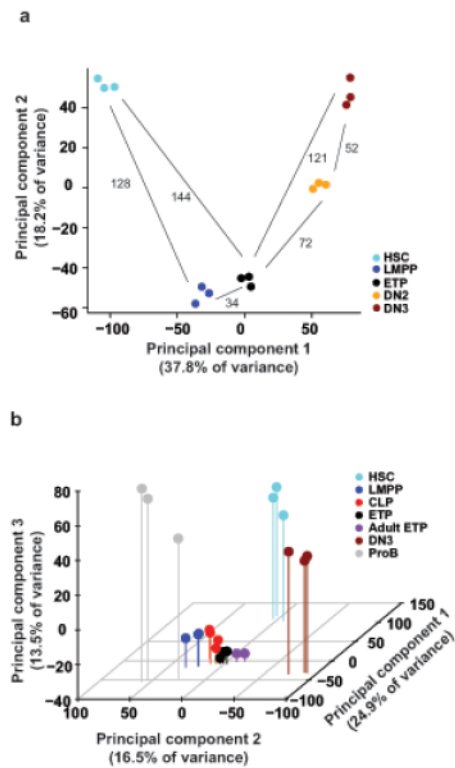 a
Principal component 2
(18.2% of variance)
40
20
0
−20
−40
−60
128
144
121
52
72
34
HSC
LMPP
ETP
DN2
DN3
−100
−50
0
50
Principal component 1
(37.8% of variance)
b
Principal component 3
(13.5% of variance)
80
60
40
20
0
−20
−40
HSC
LMPP
CLP
ETP
Adult ETP
DN3
ProB
150
100
50
0
−50
−100
Principal component 1
(24.9% of variance)
100
50
0
−50
−100
Principal component 2
(16.5% of variance)